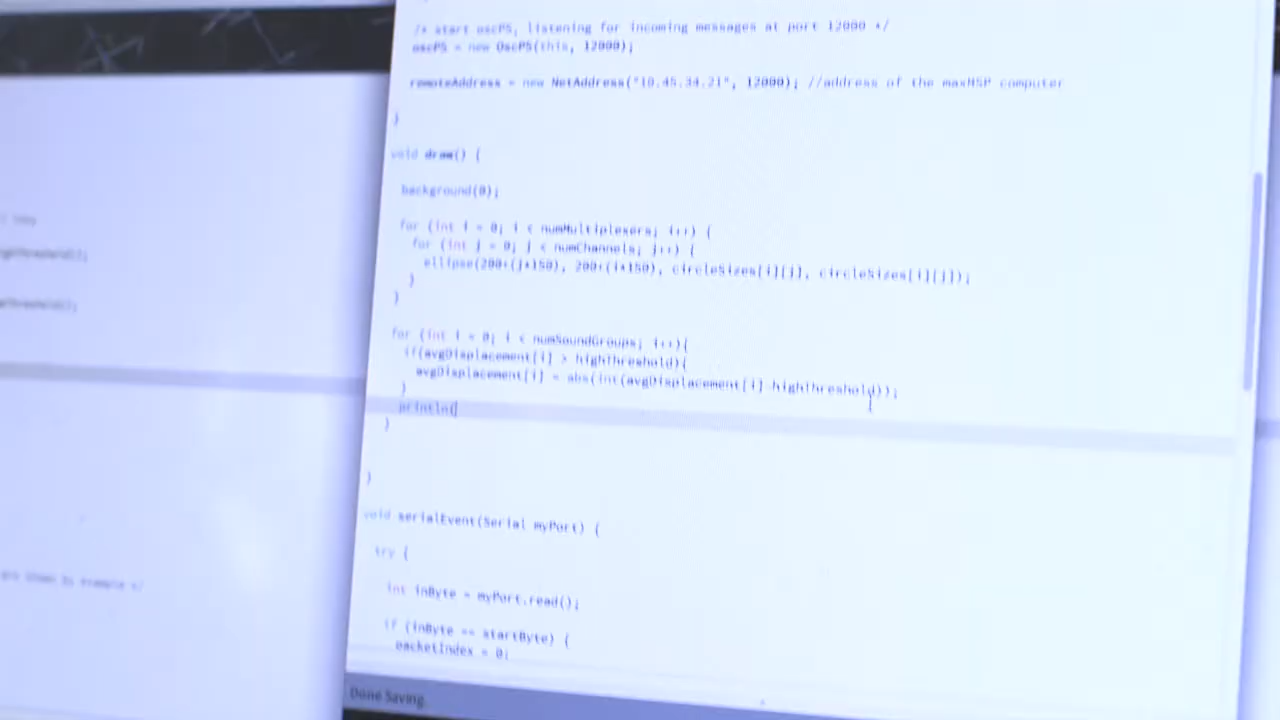 /* start oscP5, listening for incoming messages at port 12000 */
oscP5 = new OscP5(this, 12000);
remoteAddress = new NetAddress("10.45.34.21", 12000); //address of the maxMSP computer
}
void draw() {
background(0);
for (int i = 0; i < numMultiplexers; i++) {
for (int j = 0; j < numChannels; j++) {
ellipse(200+(j*150), 200+(i*150), circleSizes[i][j], circleSizes[i][j]);
}
}
for (int i = 0; i < numSoundGroups; i++){
if(avgDisplacement[i] > highThreshold){
avgDisplacement[i] = abs(int(avgDisplacement[i]-highThreshold));
}
println(
}
}
void serialEvent(Serial myPort) {
try {
int inByte = myPort.read();
if (inByte == startByte) {
packetIndex = 0;
Done Saving.